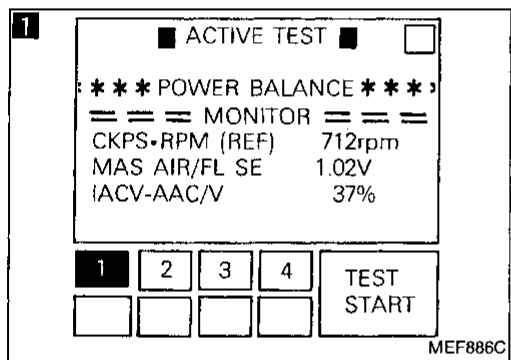 1
■ ACTIVE TEST ■
* * * POWER BALANCE * * *
= = = MONITOR = = =
CKPS•RPM (REF) 712rpm
MAS AIR/FL SE 1.02V
IACV-AAC/V 37%
1 2 3 4 TEST
START
MEF886C